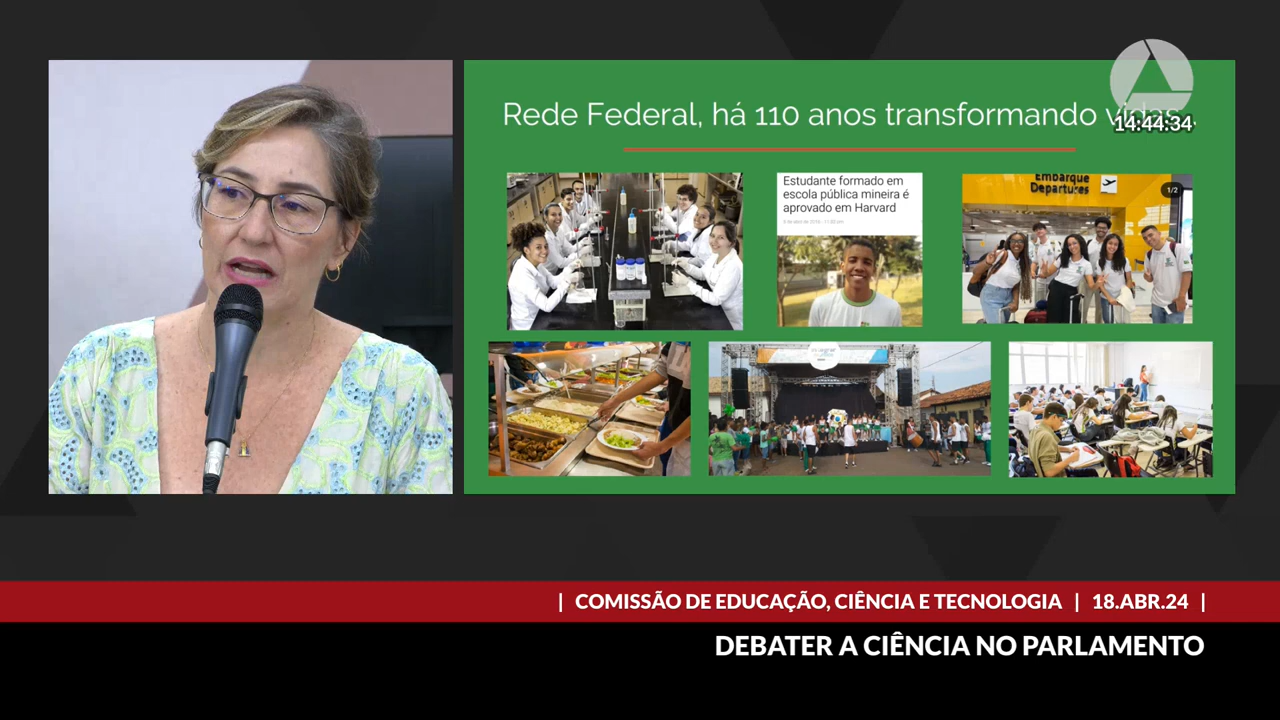 Rede Federal, há 110 anos transformando vidas.
14:44:34
Estudante formado em
escola pública mineira é
aprovado em Harvard
Embarque
Departures
1/2
| COMISSÃO DE EDUCAÇÃO, CIÊNCIA E TECNOLOGIA | 18.ABR.24 |
DEBATER A CIÊNCIA NO PARLAMENTO